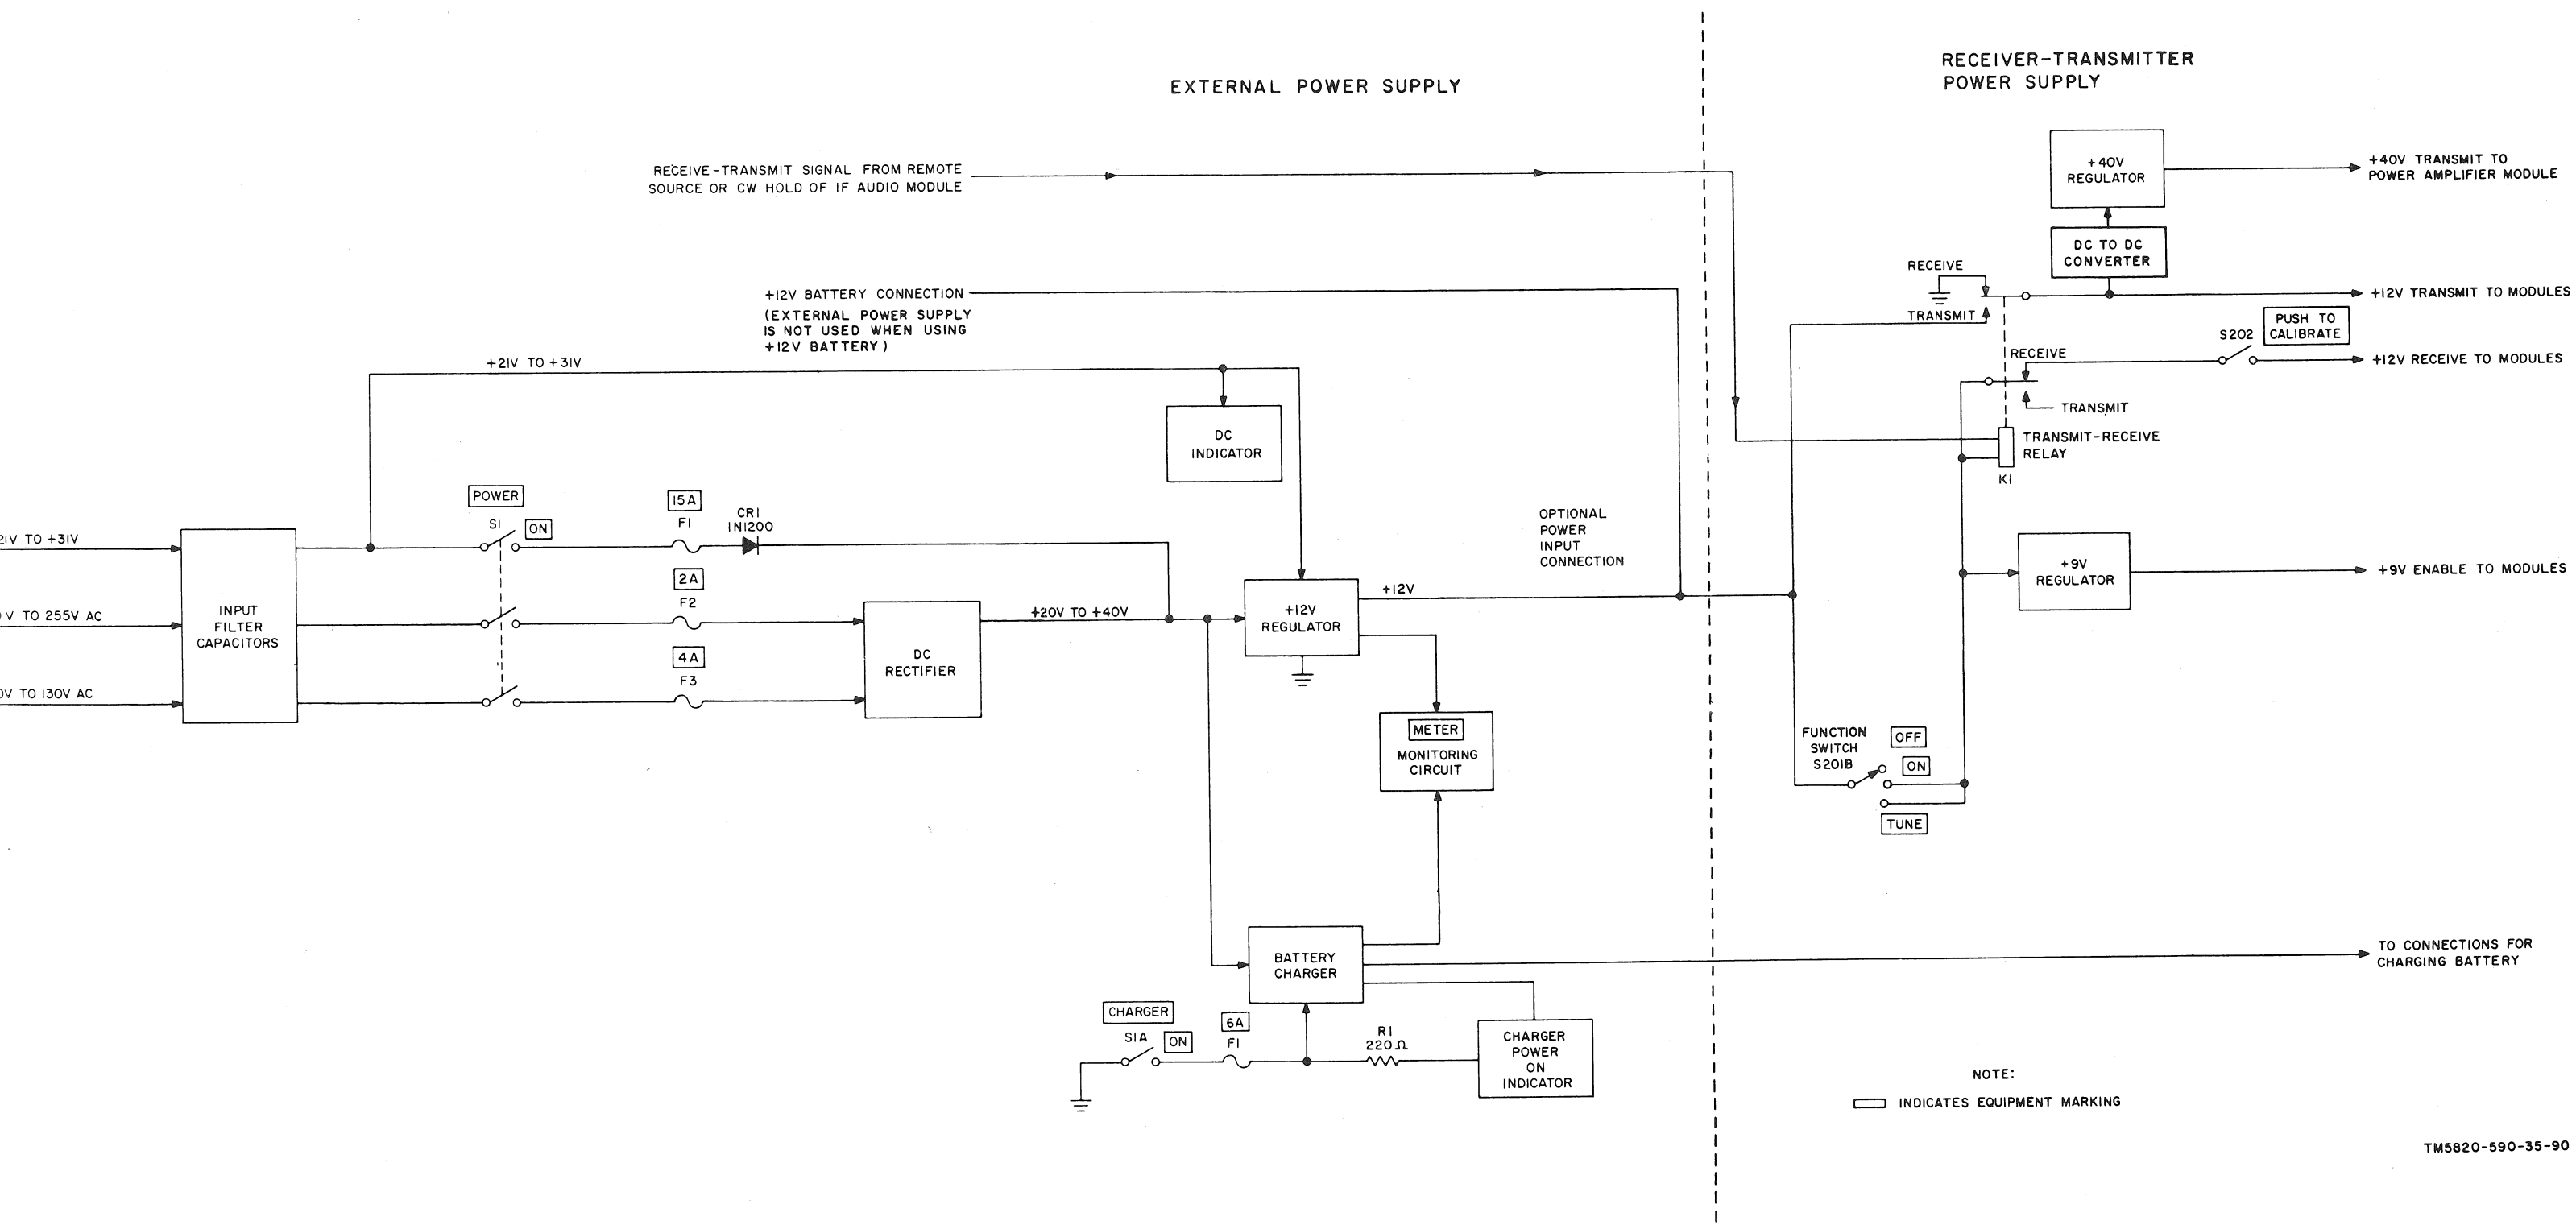 EXTERNAL POWER SUPPLY
RECEIVER-TRANSMITTER
POWER SUPPLY
RECEIVE-TRANSMIT SIGNAL FROM REMOTE
SOURCE OR CW HOLD OF IF AUDIO MODULE
+40V
REGULATOR
+40V TRANSMIT TO
POWER AMPLIFIER MODULE
DC TO DC
CONVERTER
RECEIVE
TRANSMIT
+12V TRANSMIT TO MODULES
+12V BATTERY CONNECTION
(EXTERNAL POWER SUPPLY
IS NOT USED WHEN USING
+12V BATTERY)
PUSH TO
CALIBRATE
S202
RECEIVE
+12V RECEIVE TO MODULES
TRANSMIT
TRANSMIT-RECEIVE
RELAY
K1
+21V TO +31V
DC
INDICATOR
POWER
S1
ON
15A
F1
CR1
1N1200
21V TO +31V
2A
F2
V TO 255V AC
4A
F3
0V TO 130V AC
INPUT
FILTER
CAPACITORS
DC
RECTIFIER
+20V TO +40V
+12V
REGULATOR
+12V
OPTIONAL
POWER
INPUT
CONNECTION
+9V
REGULATOR
+9V ENABLE TO MODULES
METER
MONITORING
CIRCUIT
FUNCTION
SWITCH
S201B
OFF
ON
TUNE
BATTERY
CHARGER
TO CONNECTIONS FOR
CHARGING BATTERY
CHARGER
S1A
ON
6A
F1
R1
220Ω
CHARGER
POWER
ON
INDICATOR
NOTE:
INDICATES EQUIPMENT MARKING
TM5820-590-35-90